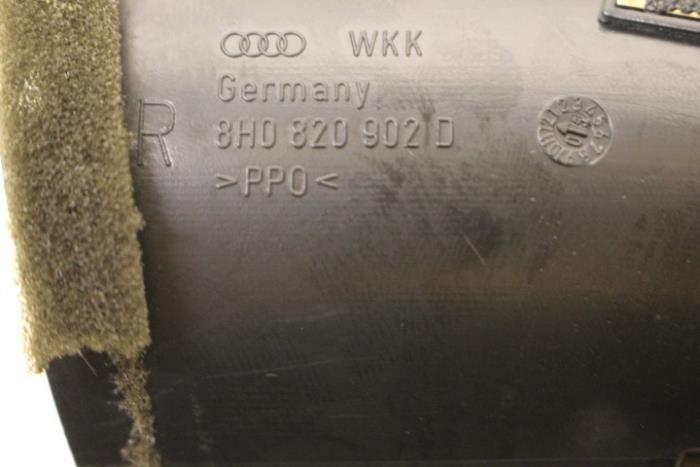 WKK
Germany
R
8H0 820 902 D
>PPO<